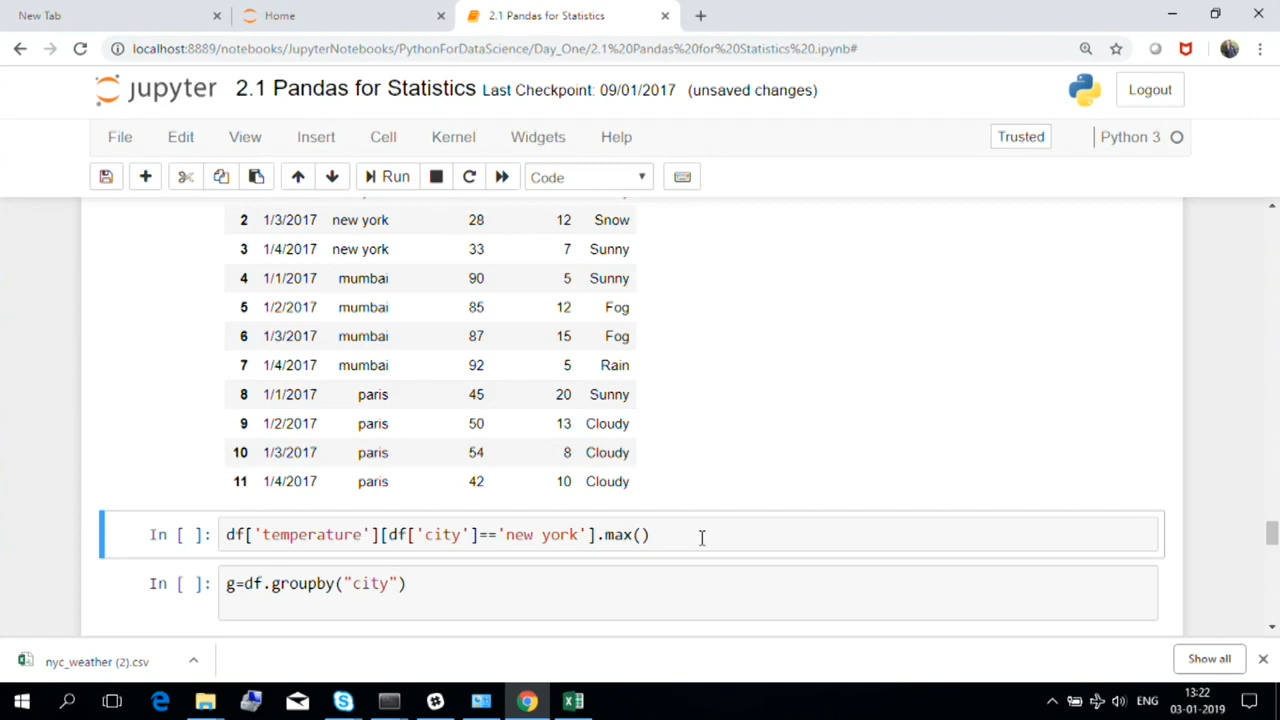 New Tab
Home
2.1 Pandas for Statistics
localhost:8889/notebooks/JupyterNotebooks/PythonForDataScience/Day_One/2.1%20Pandas%20for%20Statistics%20.ipynb#
jupyter 2.1 Pandas for Statistics Last Checkpoint: 09/01/2017 (unsaved changes)
Logout
File Edit View Insert Cell Kernel Widgets Help Trusted Python 3
Run Code
2 1/3/2017 new york 28 12 Snow
3 1/4/2017 new york 33 7 Sunny
4 1/1/2017 mumbai 90 5 Sunny
5 1/2/2017 mumbai 85 12 Fog
6 1/3/2017 mumbai 87 15 Fog
7 1/4/2017 mumbai 92 5 Rain
8 1/1/2017 paris 45 20 Sunny
9 1/2/2017 paris 50 13 Cloudy
10 1/3/2017 paris 54 8 Cloudy
11 1/4/2017 paris 42 10 Cloudy
In [ ]: df['temperature'][df['city']=='new york'].max()
In [ ]: g=df.groupby("city")
nyc_weather (2).csv
Show all
ENG
13:22
03-01-2019